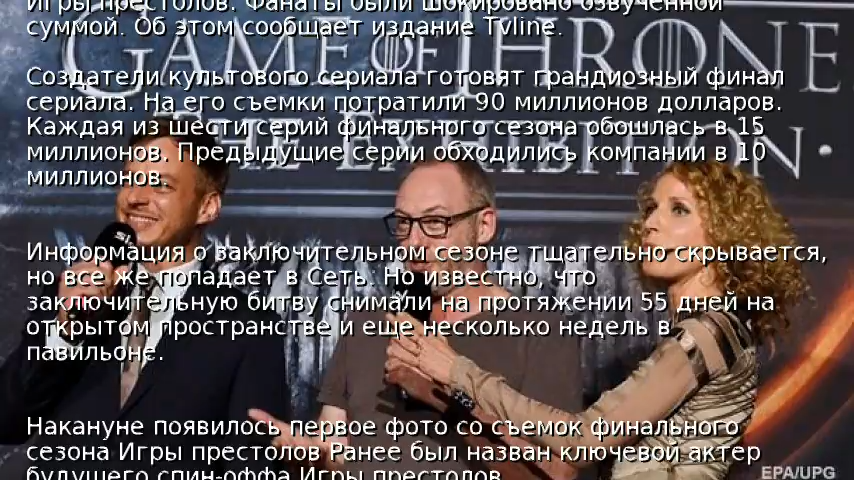 Игры престолов. Фанаты были шокировано озвученной
суммой. Об этом сообщает издание Tvline.
GAME OF THRONE
Создатели культового сериала готовят грандиозный финал
сериала. На его съемки потратили 90 миллионов долларов.
Каждая из шести серий финального сезона обошлась в 15
THE EXHIBITION
миллионов. Предыдущие серии обходились компании в 10
миллионов.
Информация о заключительном сезоне тщательно скрывается,
но все же попадает в Сеть. Но известно, что
заключительную битву снимали на протяжении 55 дней на
открытом пространстве и еще несколько недель в
павильоне.
Накануне появилось первое фото со съемок финального
сезона Игры престолов Ранее был назван ключевой актер
будущего спин-оффа Игры престолов.
EPA/UPG